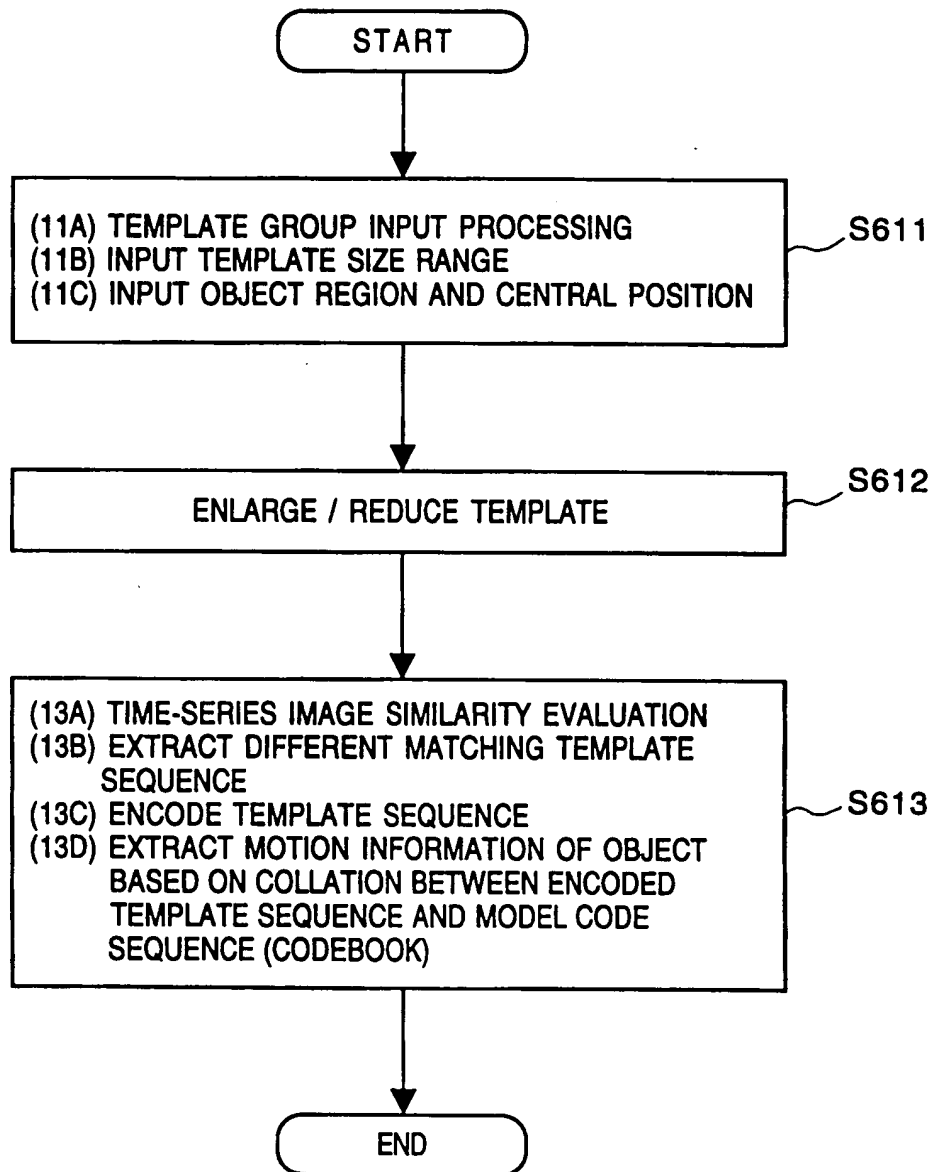 START
(11A) TEMPLATE GROUP INPUT PROCESSING
(11B) INPUT TEMPLATE SIZE RANGE
(11C) INPUT OBJECT REGION AND CENTRAL POSITION
S611
ENLARGE / REDUCE TEMPLATE
S612
(13A) TIME-SERIES IMAGE SIMILARITY EVALUATION
(13B) EXTRACT DIFFERENT MATCHING TEMPLATE
SEQUENCE
(13C) ENCODE TEMPLATE SEQUENCE
(13D) EXTRACT MOTION INFORMATION OF OBJECT
BASED ON COLLATION BETWEEN ENCODED
TEMPLATE SEQUENCE AND MODEL CODE
SEQUENCE (CODEBOOK)
S613
END